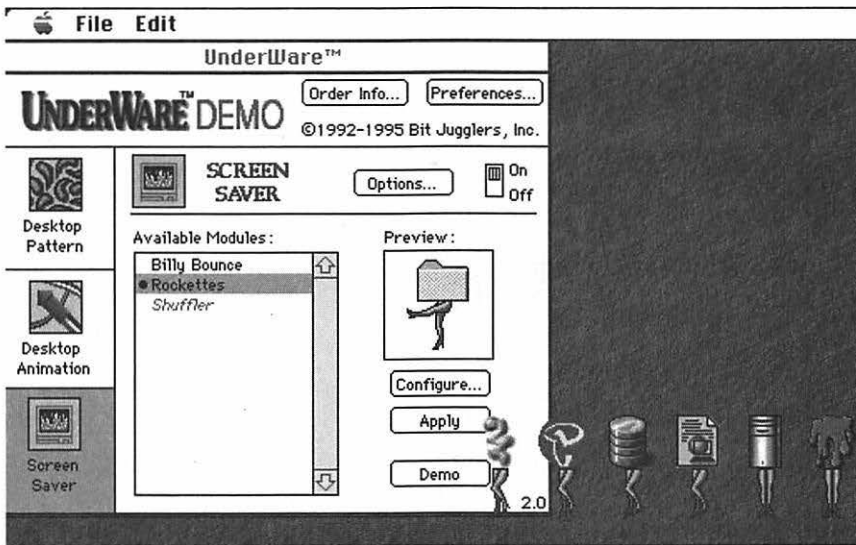 File Edit
UnderWare™
UNDERWARE™ DEMO
Order Info... Preferences...
©1992-1995 Bit Jugglers, Inc.
SCREEN
SAVER
Options...
On
Off
Desktop
Pattern
Desktop
Animation
Screen
Saver
Available Modules:
Billy Bounce
Rockettes
Shuffler
Preview:
Configure...
Apply
Demo
2.0